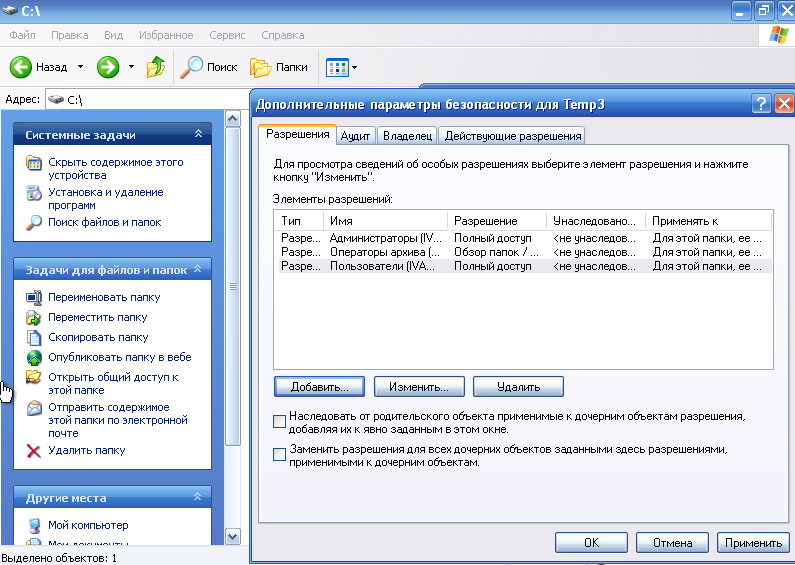 C:\
Файл Правка Вид Избранное Сервис Справка
Назад Поиск Папки
Адрес: C:\
Системные задачи
Скрыть содержимое этого
устройства
Установка и удаление
программ
Поиск файлов и папок
Задачи для файлов и папок
Переименовать папку
Переместить папку
Скопировать папку
Опубликовать папку в вебе
Открыть общий доступ к
этой папке
Отправить содержимое
этой папки по электронной
почте
Удалить папку
Другие места
Мой компьютер
Мои документы
Выделено объектов: 1
Дополнительные параметры безопасности для Temp3
Разрешения Аудит Владелец Действующие разрешения
Для просмотра сведений об особых разрешениях выберите элемент разрешения и нажмите
кнопку "Изменить".
Элементы разрешений:
Тип Имя Разрешение Унаследовано... Применять к
Разре... Администраторы (IV... Полный доступ <не унаследов... Для этой папки, ее ...
Разре... Операторы архива (... Обзор папок / ... <не унаследов... Для этой папки, ее ...
Разре... Пользователи (IVA... Полный доступ <не унаследов... Для этой папки, ее ...
Добавить... Изменить... Удалить
Наследовать от родительского объекта применимые к дочерним объектам разрешения,
добавляя их к явно заданным в этом окне.
Заменить разрешения для всех дочерних объектов заданными здесь разрешениями,
применимыми к дочерним объектам.
OK Отмена Применить